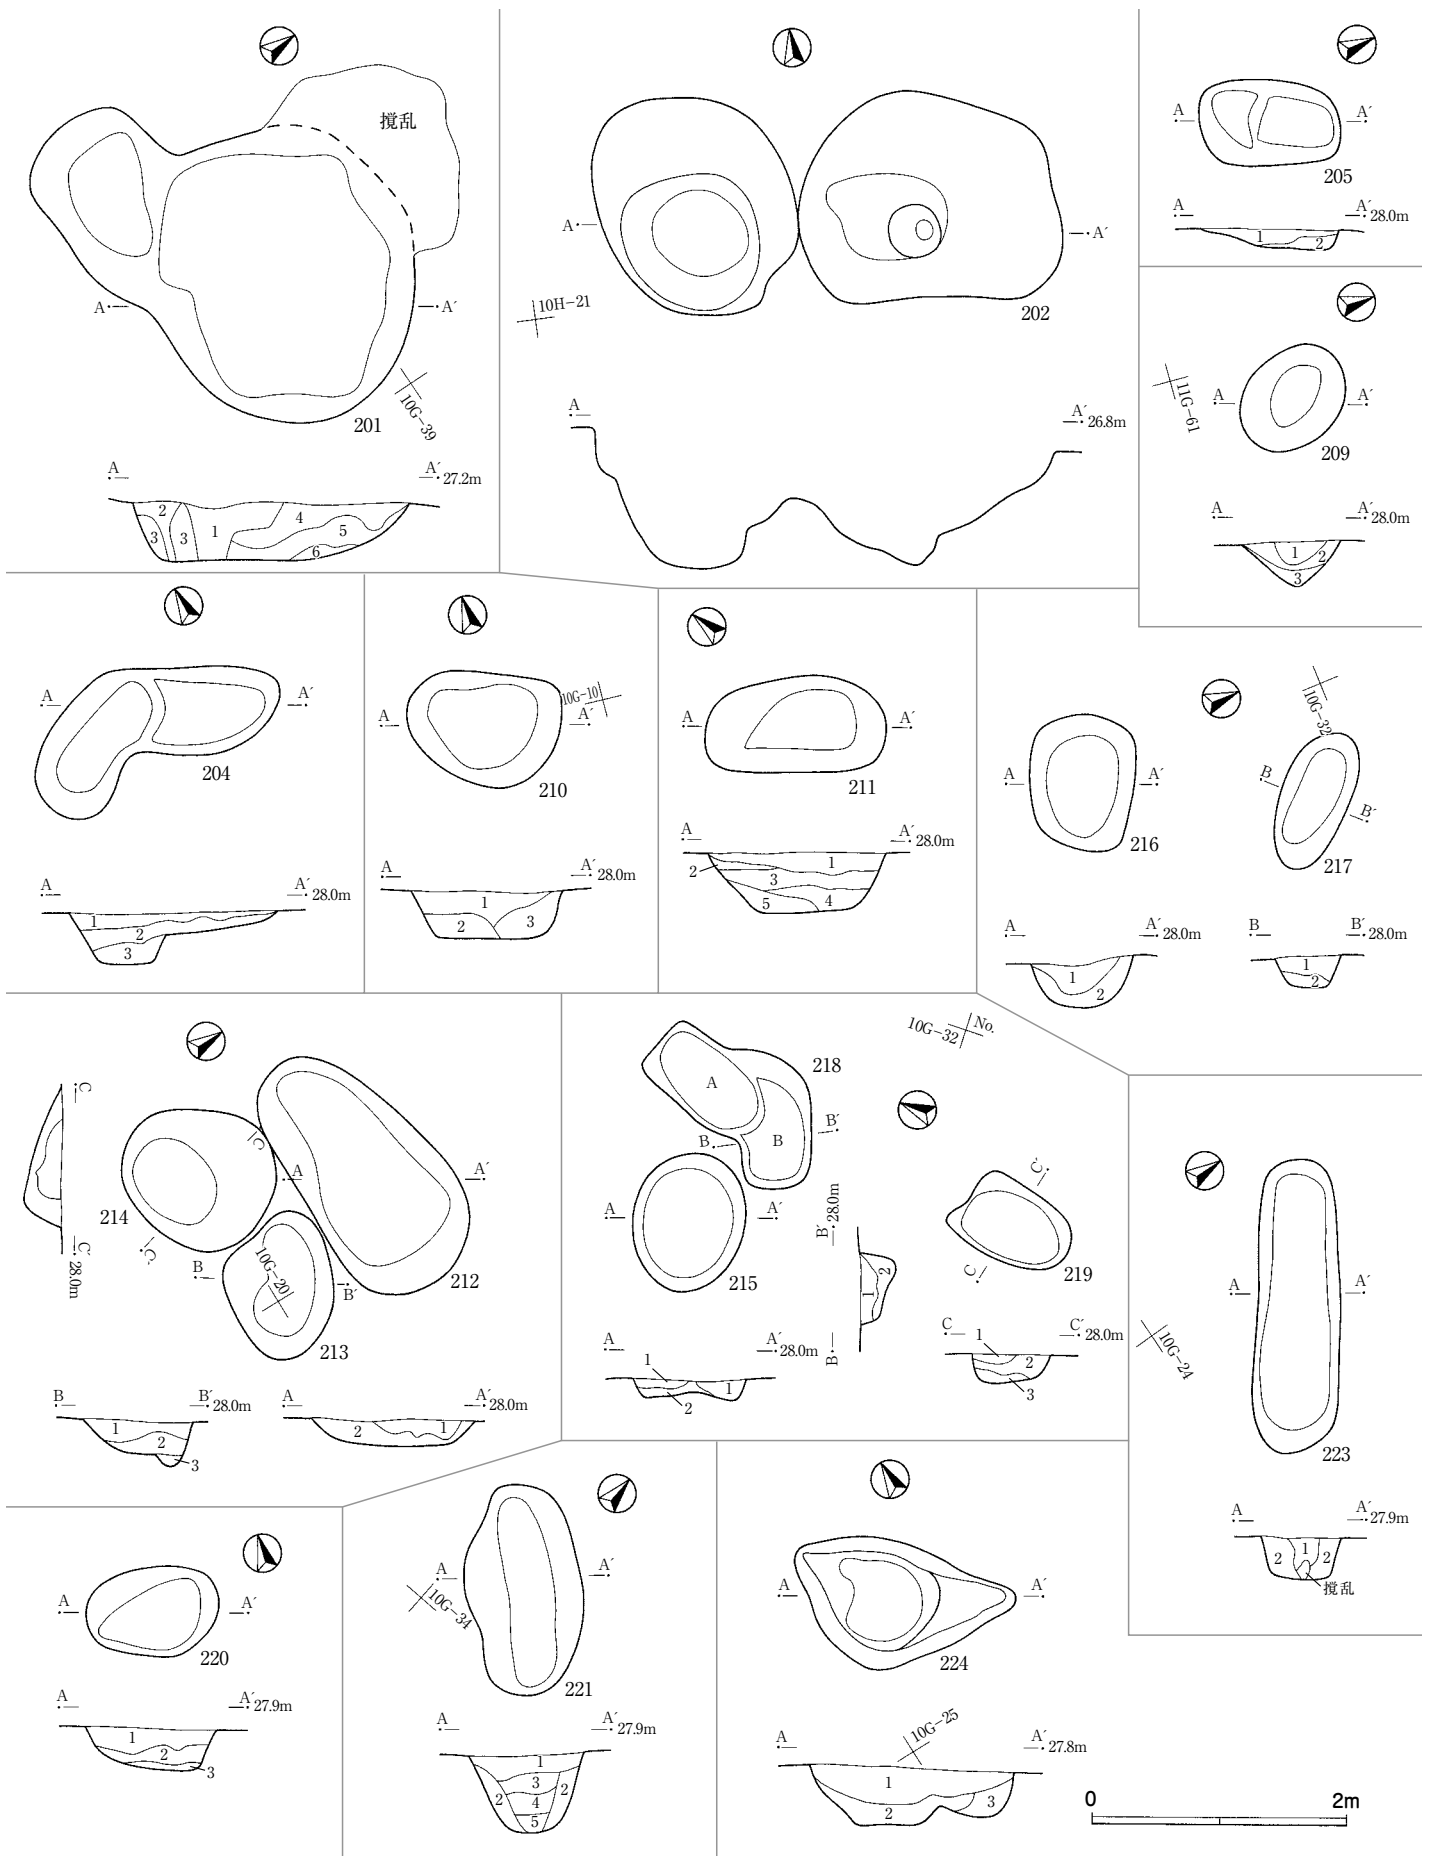 撹乱
A
A´
10G-39
201
A
A´
27.2m
2
3
3
1
4
5
6
A
A´
10H-21
202
A
A´
26.8m
A
A´
205
A
A´
28.0m
1
2
11G-61
A
A´
209
A
A´
28.0m
1
2
3
A
A´
204
A
A´
28.0m
1
2
3
10G-10
A
A´
210
A
A´
28.0m
1
2
3
A
A´
211
A
A´
28.0m
1
2
3
4
5
10G-32
A
A´
216
B
B´
217
A
A´
28.0m
1
2
B
B´
28.0m
1
2
C
C´
28.0m
C
C´
214
A
A´
212
B
B´
10G-20
213
B
B´
28.0m
1
2
3
A
A´
28.0m
2
1
10G-32
No.
218
A
B
B
B´
A
A´
215
B´
28.0m
B
1
2
C´
C
219
A
A´
28.0m
1
1
2
C
C´
28.0m
1
2
3
A
A´
10G-24
223
A
A´
27.9m
2
1
2
撹乱
A
A´
220
A
A´
27.9m
1
2
3
A
A´
10G-34
221
A
A´
27.9m
1
3
2
2
4
5
A
A´
224
10G-25
A
A´
27.8m
1
2
3
0
2m